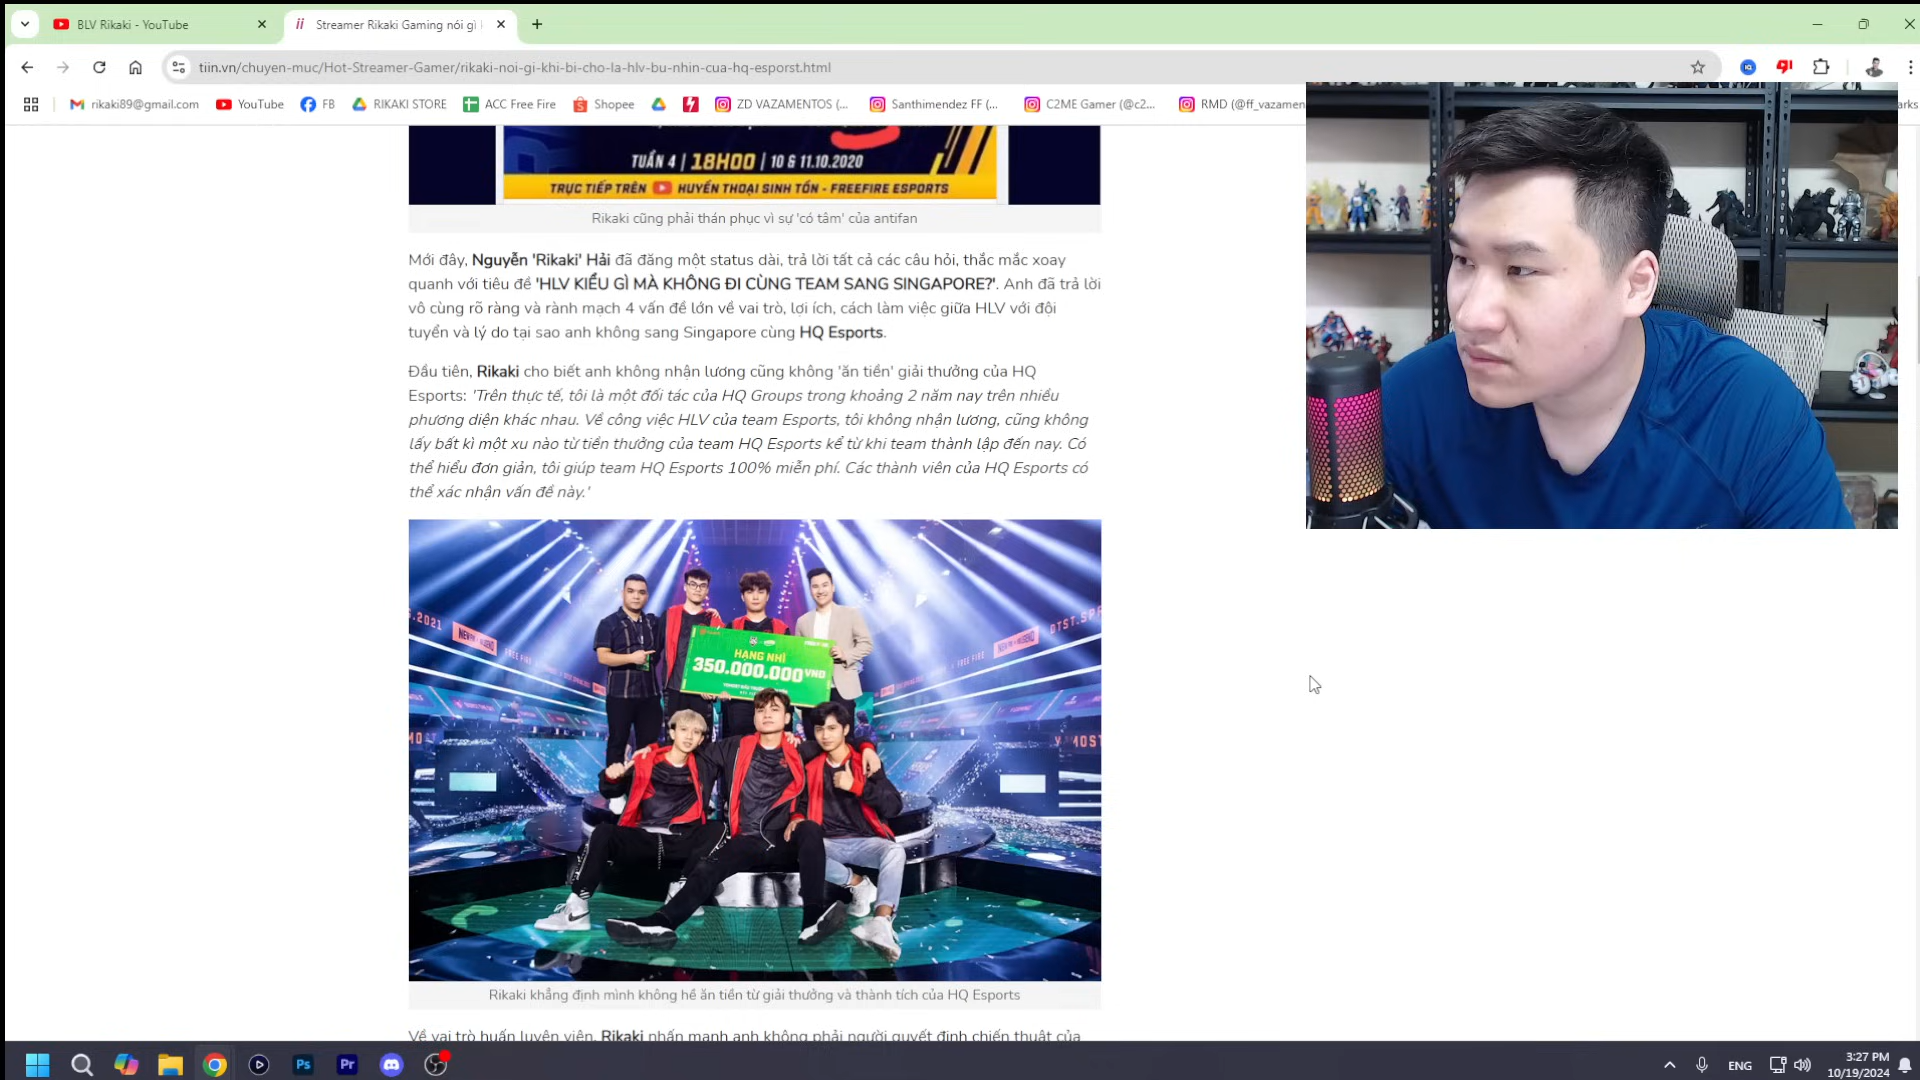 BLV Rikaki - YouTube
Streamer Rikaki Gaming nói gì
tiin.vn/chuyen-muc/Hot-Streamer-Gamer/rikaki-noi-gi-khi-bi-cho-la-hlv-bu-nhin-cua-hq-esporst.html
rikaki89@gmail.com YouTube FB RIKAKI STORE ACC Free Fire Shopee ZD VAZAMENTOS (... Santhimendez FF (... C2ME Gamer (@c2... RMD (@ff_vazamen
TUẦN 4 | 18H00 | 10 & 11.10.2020
TRỰC TIẾP TRÊN HUYỀN THOẠI SINH TỒN - FREEFIRE ESPORTS
Rikaki cũng phải thán phục vì sự 'có tâm' của antifan
Mới đây, Nguyễn 'Rikaki' Hải đã đăng một status dài, trả lời tất cả các câu hỏi, thắc mắc xoay
quanh với tiêu đề 'HLV KIỂU GÌ MÀ KHÔNG ĐI CÙNG TEAM SANG SINGAPORE?'. Anh đã trả lời
vô cùng rõ ràng và rành mạch 4 vấn đề lớn về vai trò, lợi ích, cách làm việc giữa HLV với đội
tuyển và lý do tại sao anh không sang Singapore cùng HQ Esports.
Đầu tiên, Rikaki cho biết anh không nhận lương cũng không 'ăn tiền' giải thưởng của HQ
Esports: 'Trên thực tế, tôi là một đối tác của HQ Groups trong khoảng 2 năm nay trên nhiều
phương diện khác nhau. Về công việc HLV của team Esports, tôi không nhận lương, cũng không
lấy bất kì một xu nào từ tiền thưởng của team HQ Esports kể từ khi team thành lập đến nay. Có
thể hiểu đơn giản, tôi giúp team HQ Esports 100% miễn phí. Các thành viên của HQ Esports có
thể xác nhận vấn đề này.'
HẠNG NHÌ
350.000.000 VNĐ
Rikaki khẳng định mình không hề ăn tiền từ giải thưởng và thành tích của HQ Esports
Về vai trò huấn luyện viên, Rikaki nhấn mạnh anh không phải người quyết định chiến thuật của
ENG
3:27 PM
10/19/2024